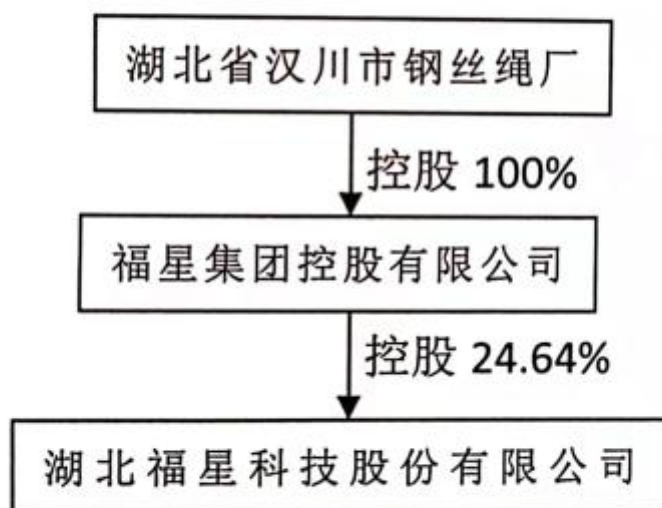 湖北省汉川市钢丝绳厂
控股 100%
福星集团控股有限公司
控股 24.64%
湖北福星科技股份有限公司